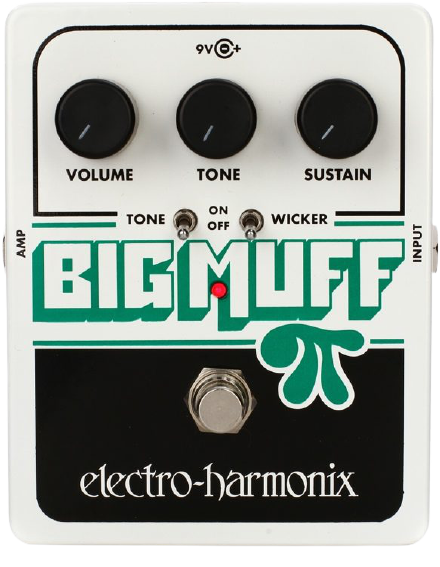 9V +
VOLUME TONE SUSTAIN
TONE ON OFF WICKER
AMP
INPUT
BIG MUFF
π
electro-harmonix